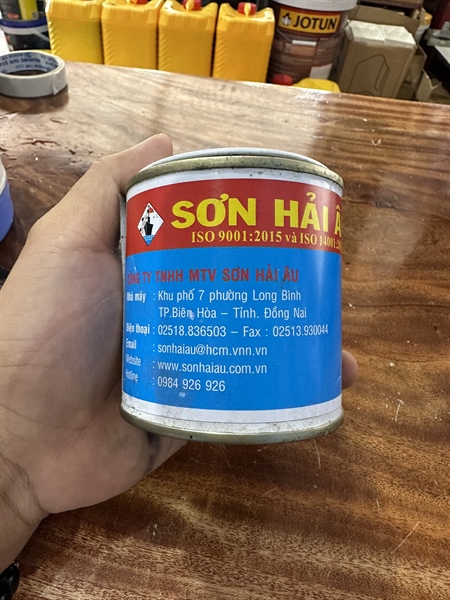 JOTUN
SƠN HẢI Â
ISO 9001:2015 và ISO 14001:20
CÔNG TY TNHH MTV SƠN HẢI ÂU
Nhà máy : Khu phố 7 phường Long Bình
TP.Biên Hòa – Tỉnh. Đồng Nai
Điện thoại : 02518.836503 – Fax : 02513.930044
Email : sonhaiau@hcm.vnn.vn
Website : www.sonhaiau.com.vn
Hotline : 0984 926 926